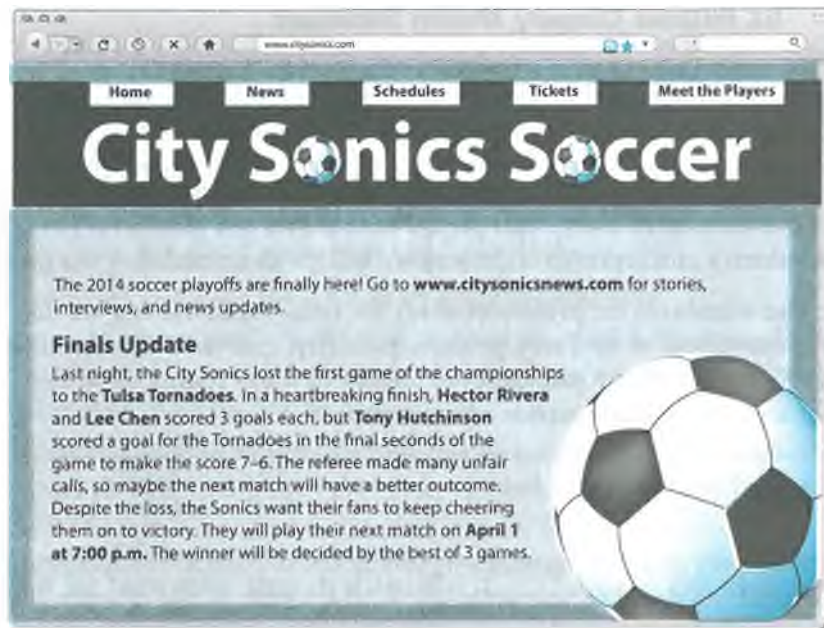 www.citysonics.com
Home News Schedules Tickets Meet the Players
City Sonics Soccer
The 2014 soccer playoffs are finally here! Go to www.citysonicsnews.com for stories,
interviews, and news updates.
Finals Update
Last night, the City Sonics lost the first game of the championships
to the Tulsa Tornadoes. In a heartbreaking finish, Hector Rivera
and Lee Chen scored 3 goals each, but Tony Hutchinson
scored a goal for the Tornadoes in the final seconds of the
game to make the score 7–6. The referee made many unfair
calls, so maybe the next match will have a better outcome.
Despite the loss, the Sonics want their fans to keep cheering
them on to victory. They will play their next match on April 1
at 7:00 p.m. The winner will be decided by the best of 3 games.